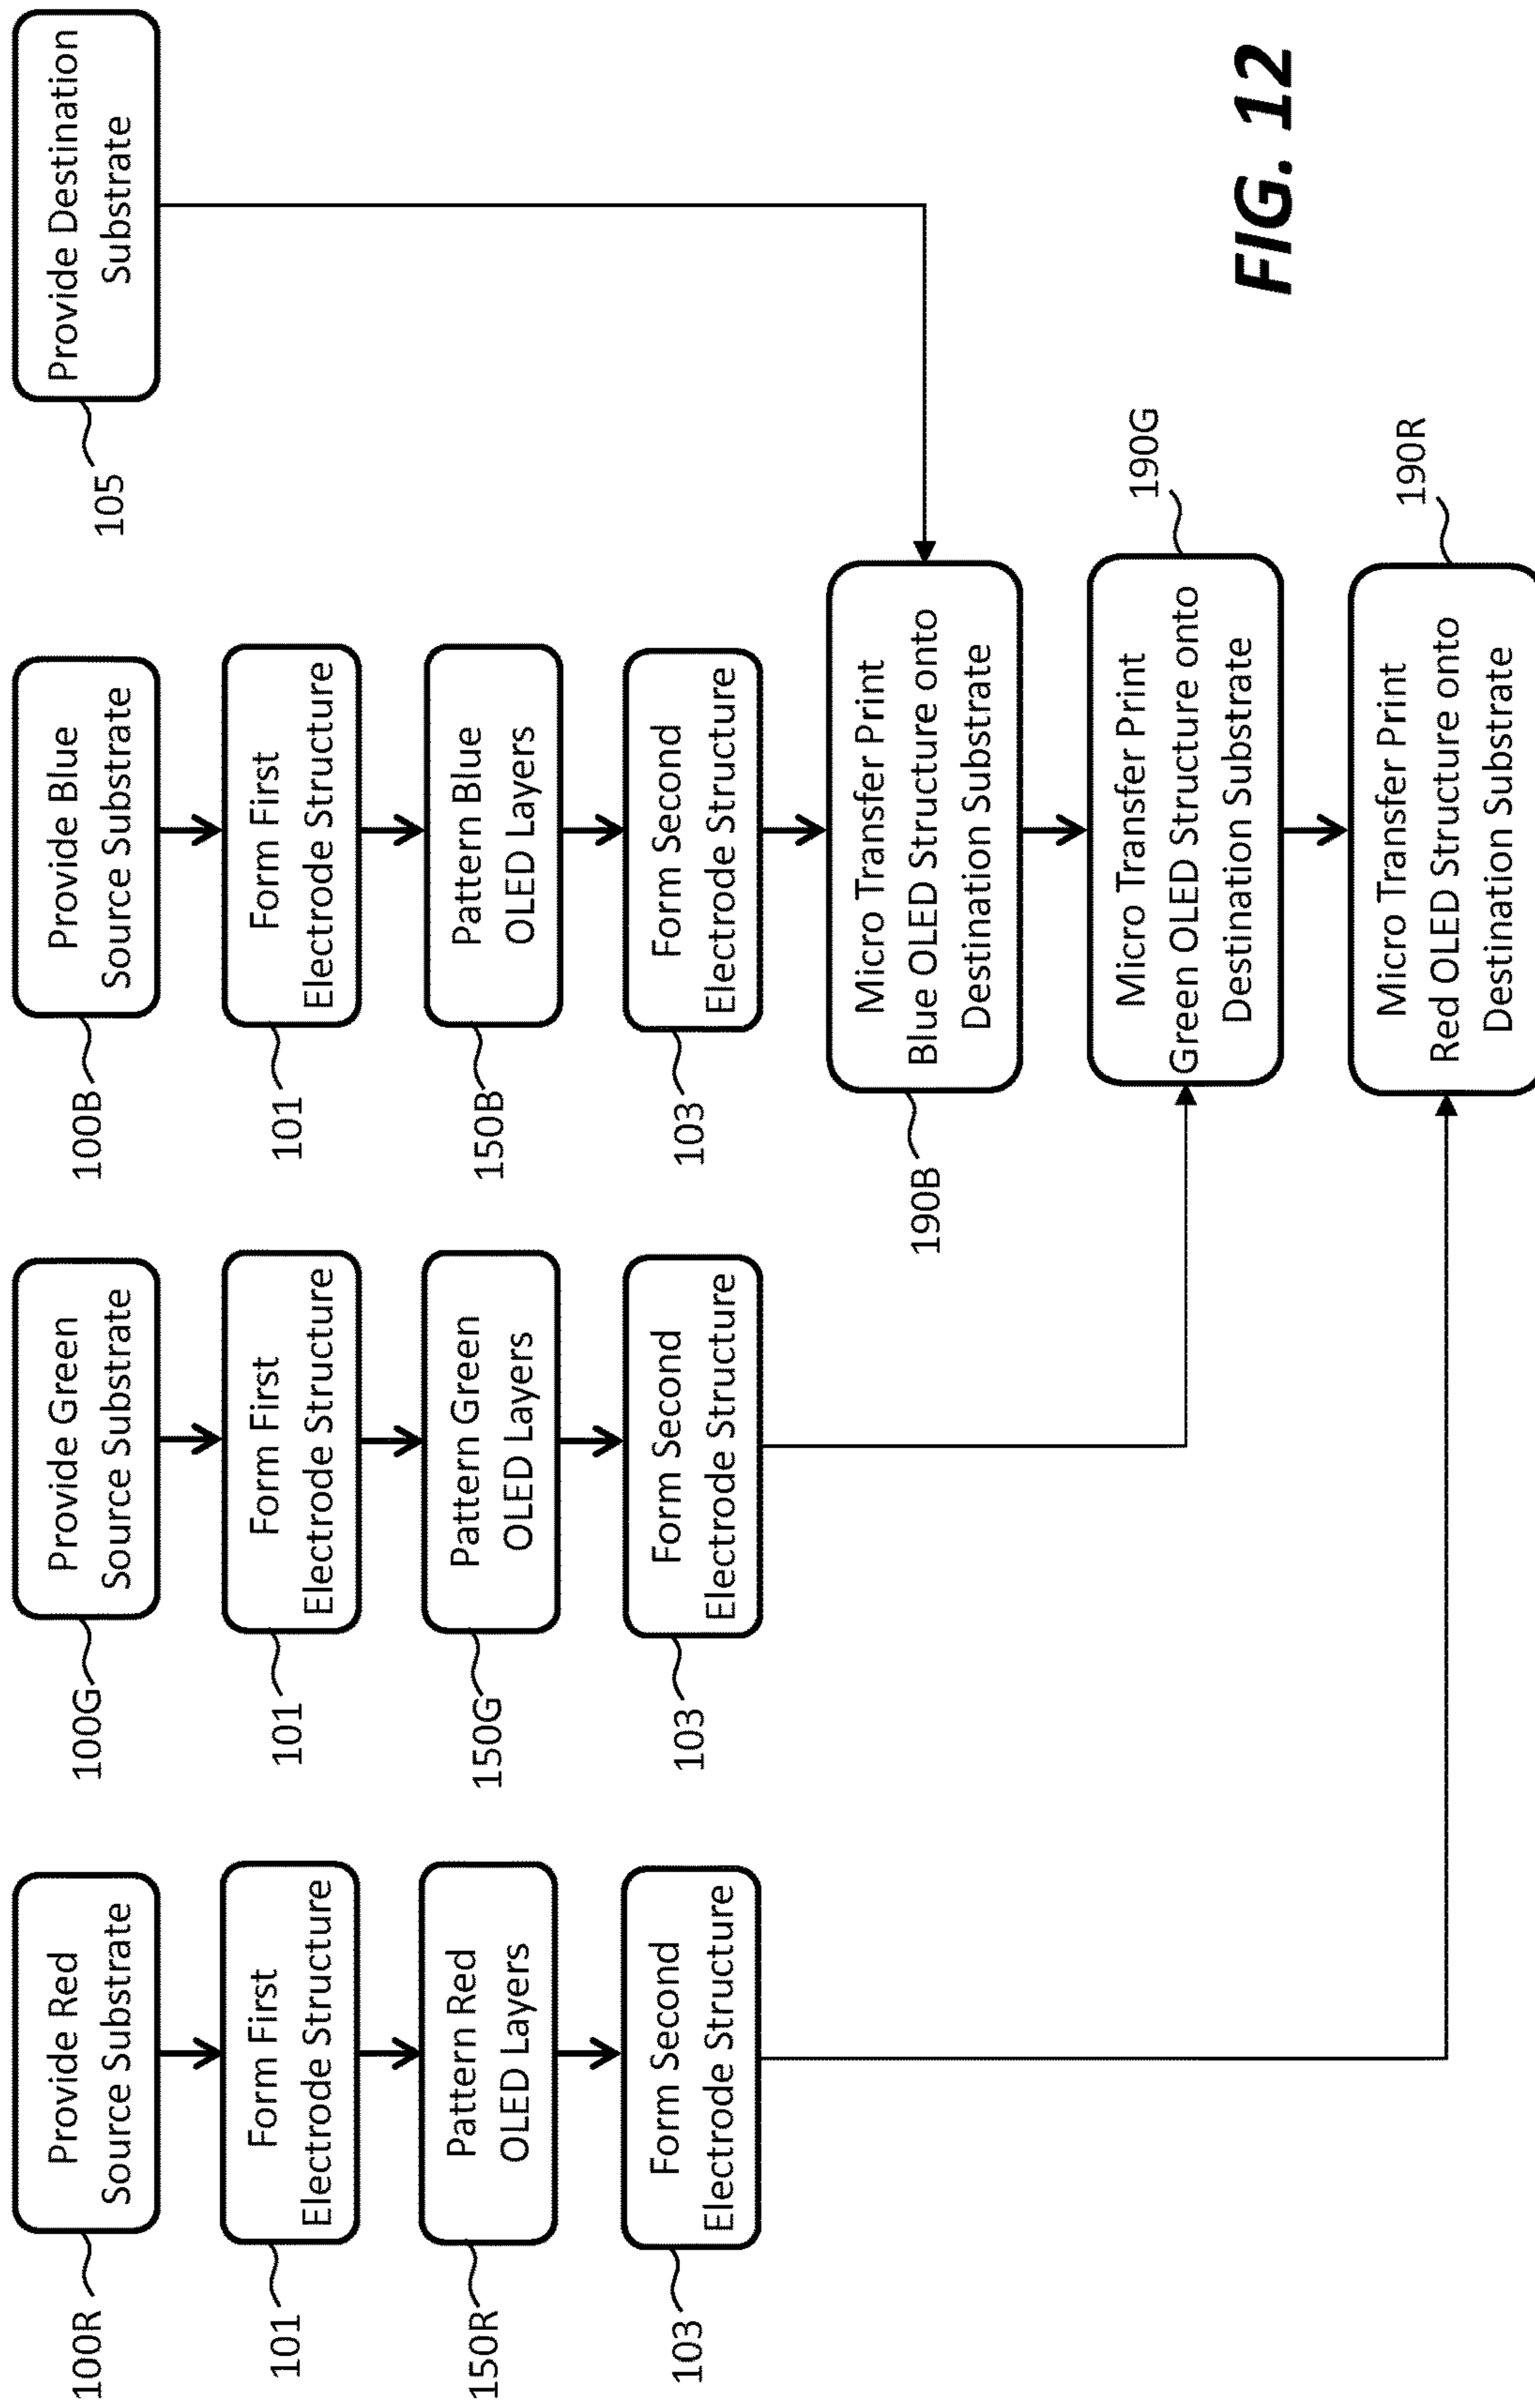 100R
Provide Red
Source Substrate
101
Form First
Electrode Structure
150R
Pattern Red
OLED Layers
103
Form Second
Electrode Structure
100G
Provide Green
Source Substrate
101
Form First
Electrode Structure
150G
Pattern Green
OLED Layers
103
Form Second
Electrode Structure
100B
Provide Blue
Source Substrate
101
Form First
Electrode Structure
150B
Pattern Blue
OLED Layers
103
Form Second
Electrode Structure
105
Provide Destination
Substrate
190B
Micro Transfer Print
Blue OLED Structure onto
Destination Substrate
190G
Micro Transfer Print
Green OLED Structure onto
Destination Substrate
190R
Micro Transfer Print
Red OLED Structure onto
Destination Substrate
FIG. 12